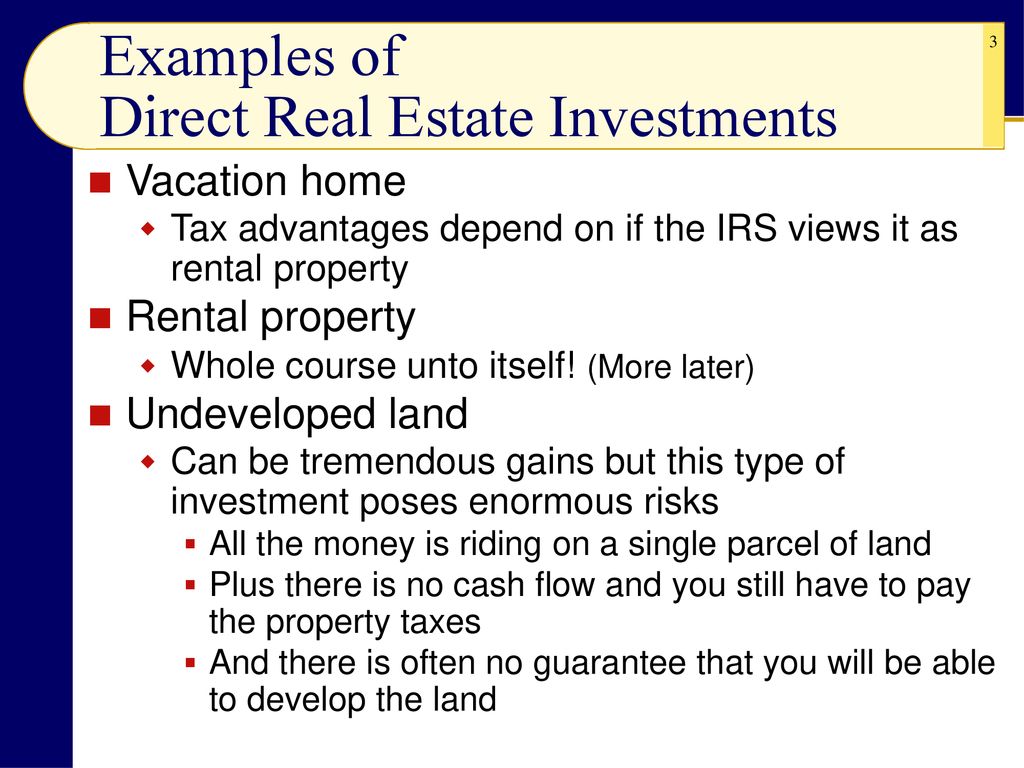 Examples of
3
Direct Real Estate Investments
Vacation home
Tax advantages depend on if the IRS views it as
rental property
Rental property
Whole course unto itself! (More later)
Undeveloped land
Can be tremendous gains but this type of
investment poses enormous risks
All the money is riding on a single parcel of land
Plus there is no cash flow and you still have to pay
the property taxes
And there is often no guarantee that you will be able
to develop the land